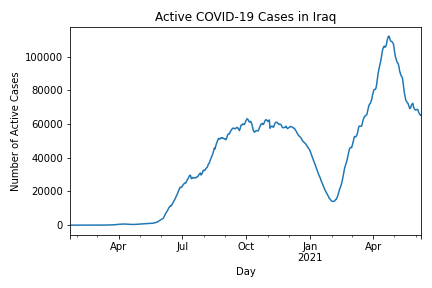 Active COVID-19 Cases in Iraq
Number of Active Cases
100000
80000
60000
40000
20000
0
Apr Jul Oct Jan Apr
2021
Day